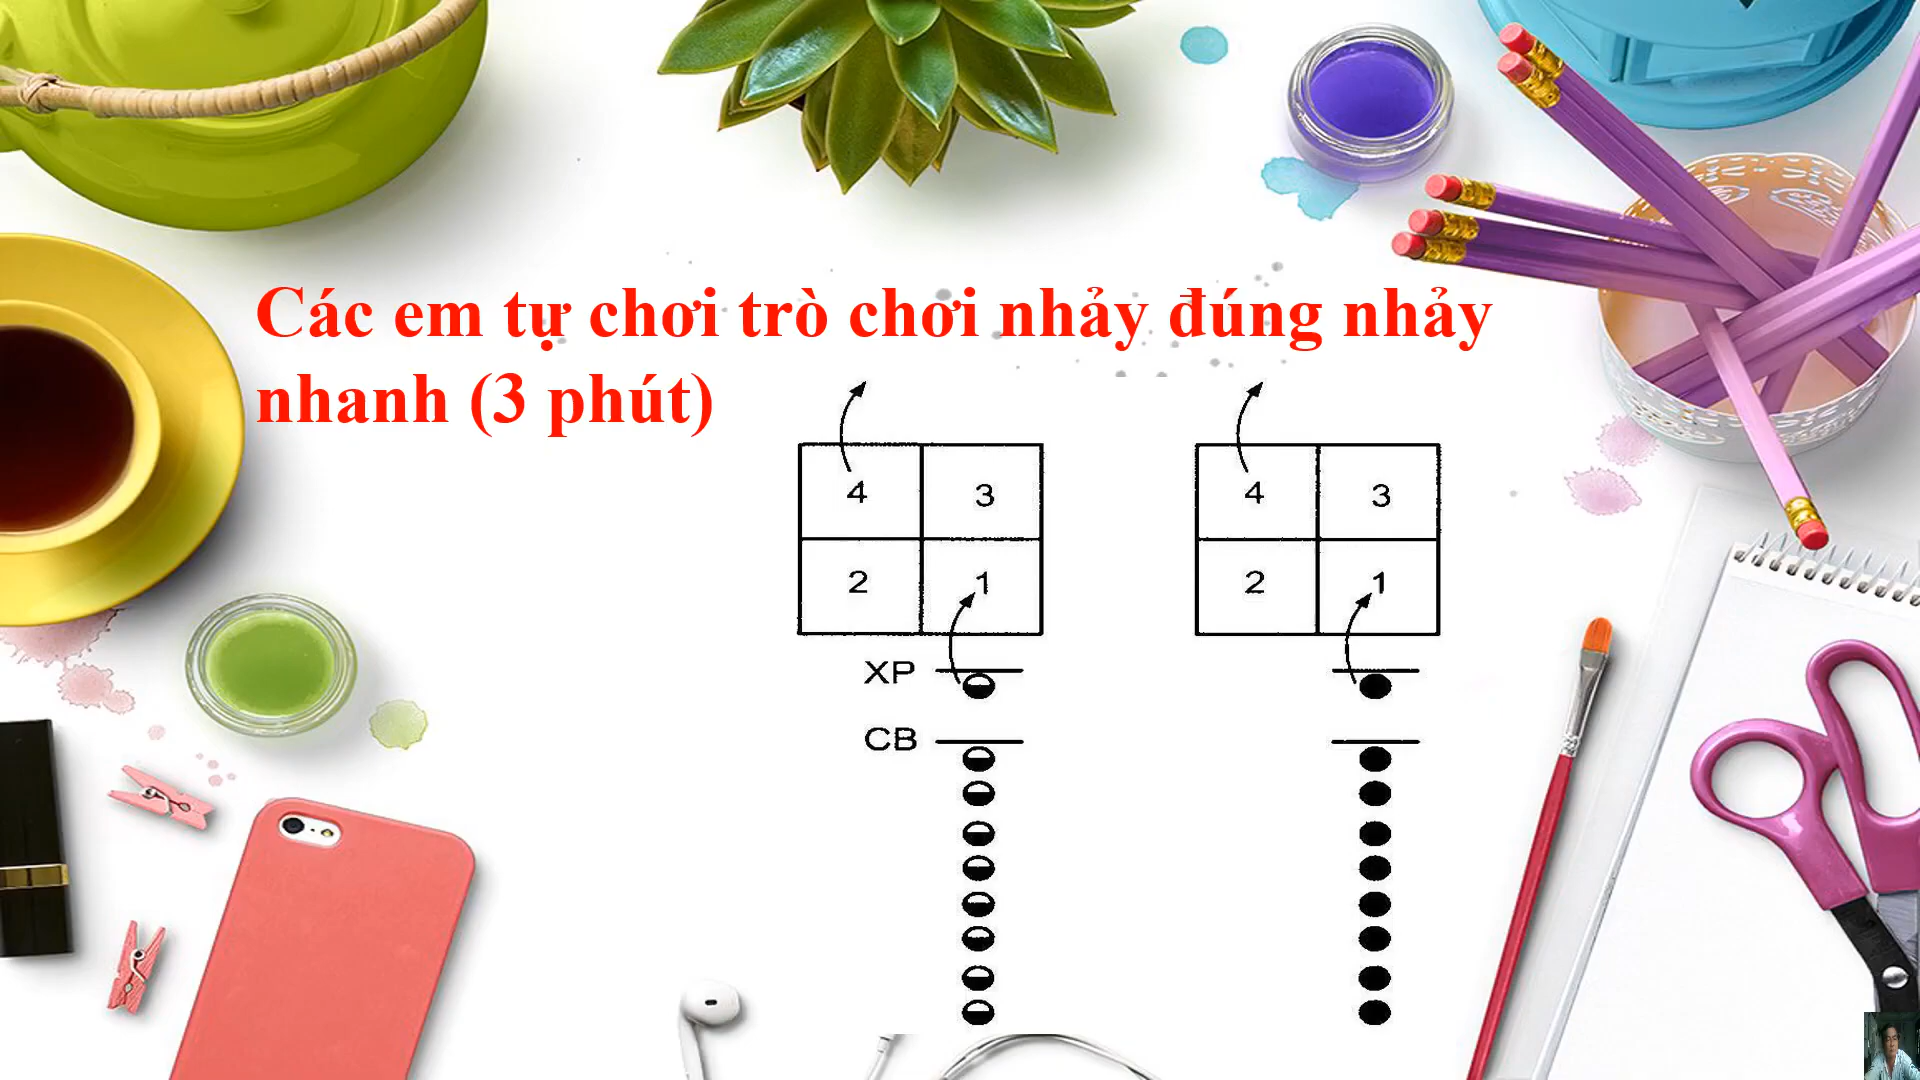 Các em tự chơi trò chơi nhảy đúng nhảy
nhanh (3 phút)
4 3 4 3
2 1 2 1
XP
CB